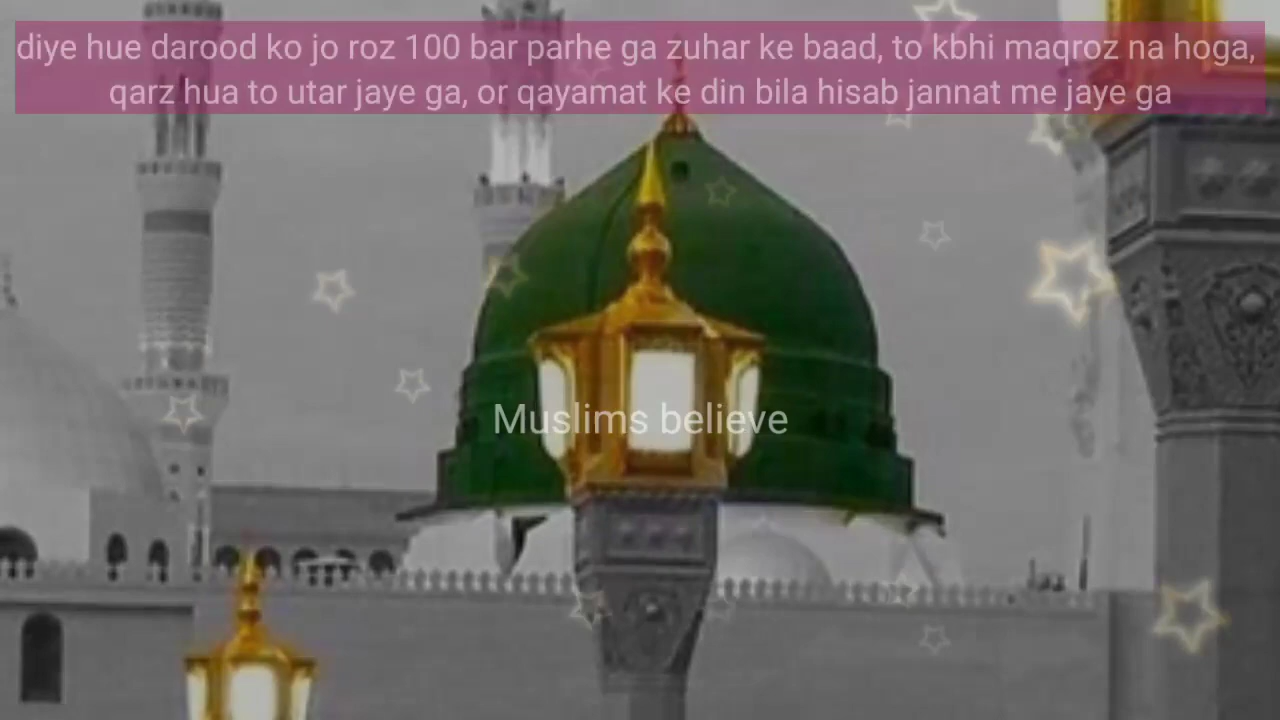 diye hue darood ko jo roz 100 bar parhe ga zuhar ke baad, to kbhi maqroz na hoga,
qarz hua to utar jaye ga, or qayamat ke din bila hisab jannat me jaye ga
Muslims believe